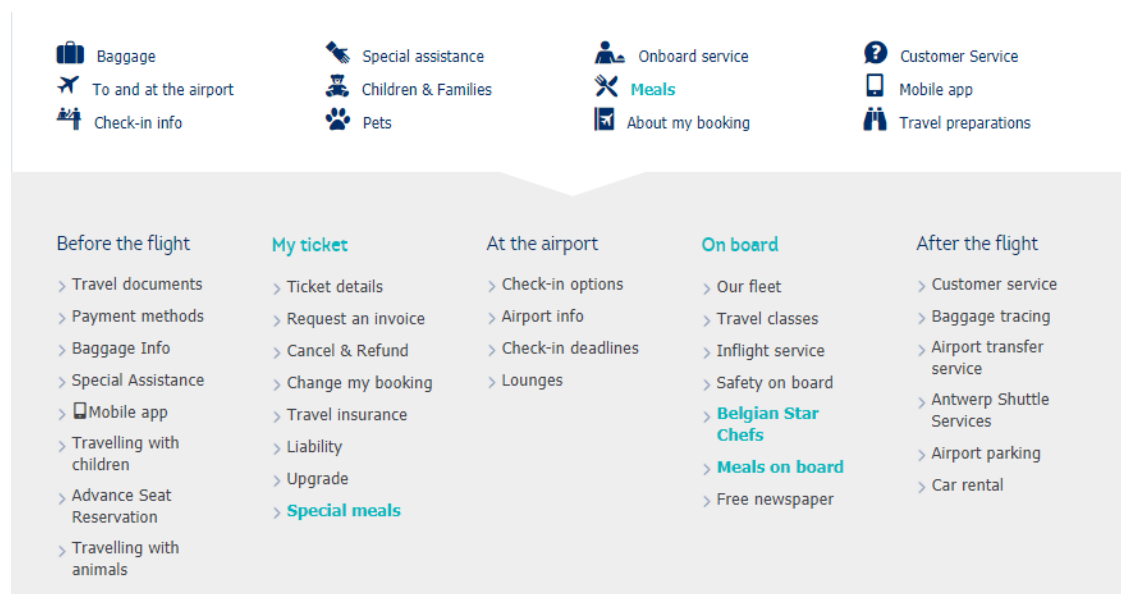 Baggage
Special assistance
Onboard service
Customer Service
To and at the airport
Children & Families
Meals
Mobile app
Check-in info
Pets
About my booking
Travel preparations
Before the flight
Travel documents
Payment methods
Baggage Info
Special Assistance
Mobile app
Travelling with
children
Advance Seat
Reservation
Travelling with
animals
My ticket
Ticket details
Request an invoice
Cancel & Refund
Change my booking
Travel insurance
Liability
Upgrade
Special meals
At the airport
Check-in options
Airport info
Check-in deadlines
Lounges
On board
Our fleet
Travel classes
Inflight service
Safety on board
Belgian Star
Chefs
Meals on board
Free newspaper
After the flight
Customer service
Baggage tracing
Airport transfer
service
Antwerp Shuttle
Services
Airport parking
Car rental